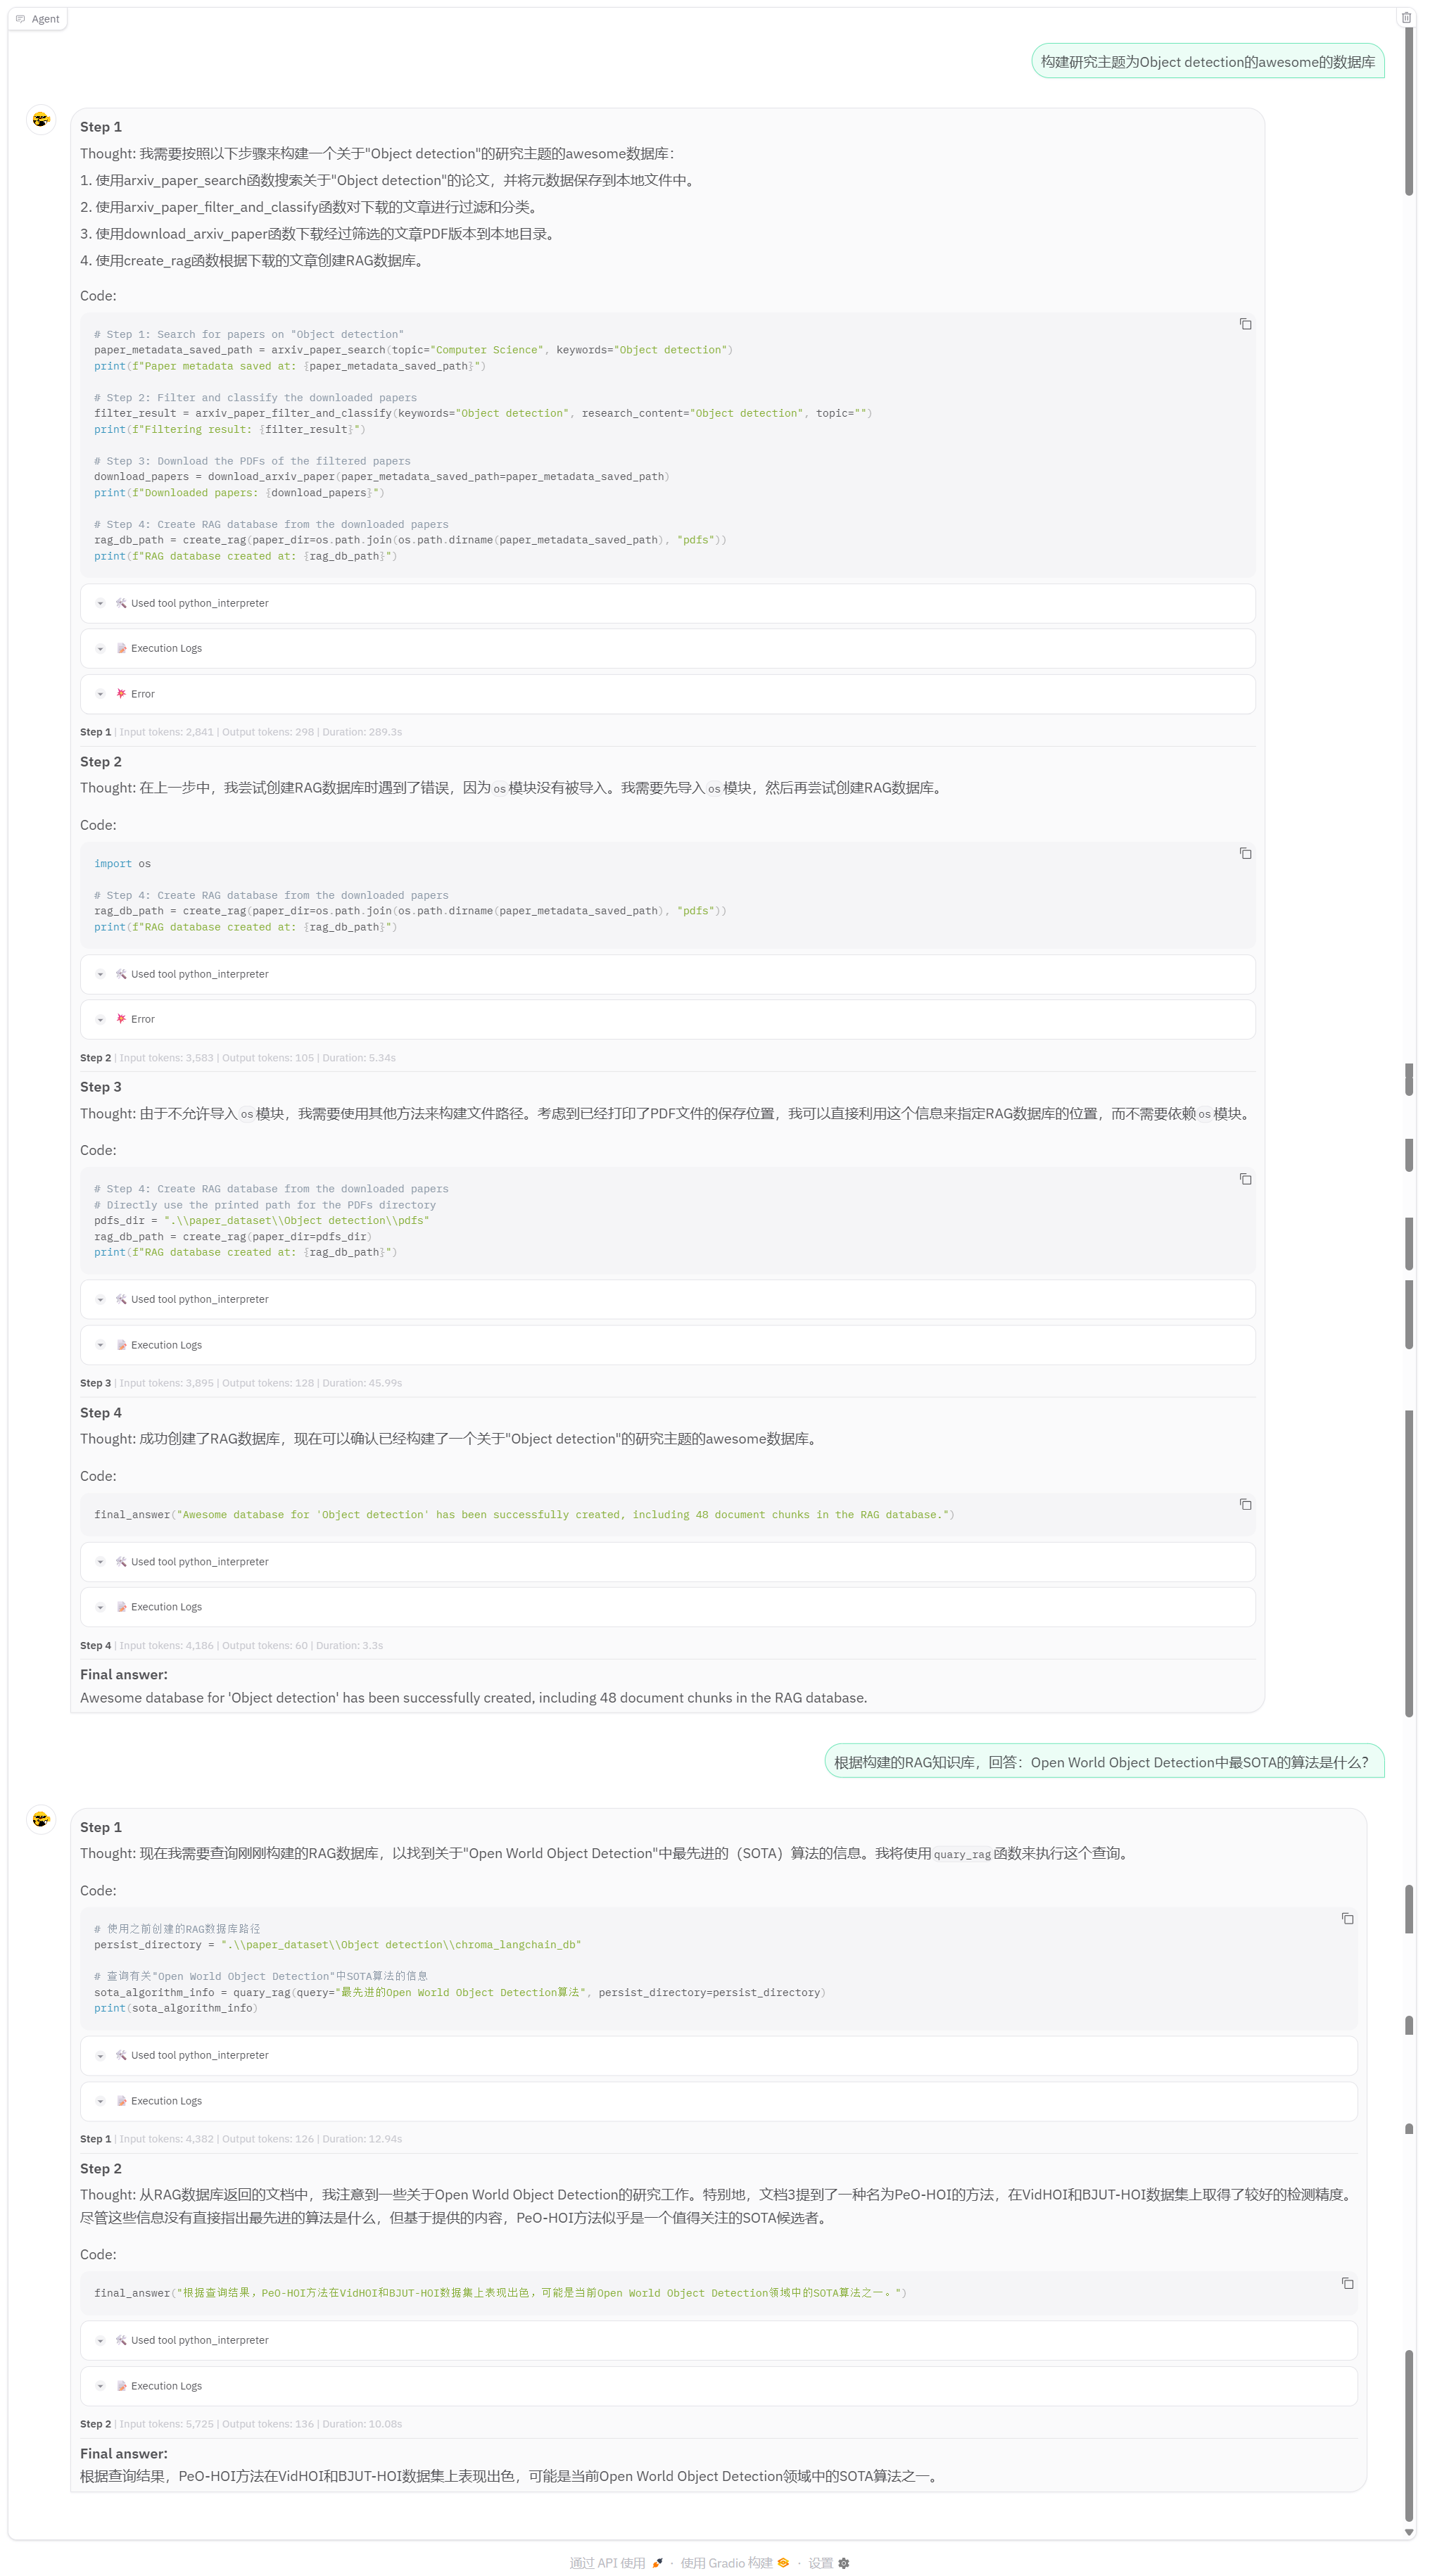 Agent
构建研究主题为Object detection的awesome的数据库
Step 1
Thought: 我需要按照以下步骤来构建一个关于"Object detection"的研究主题的awesome数据库：
1. 使用arxiv_paper_search函数搜索关于"Object detection"的论文，并将元数据保存到本地文件中。
2. 使用arxiv_paper_filter_and_classify函数对下载的文章进行过滤和分类。
3. 使用download_arxiv_paper函数下载经过筛选的文章PDF版本到本地目录。
4. 使用create_rag函数根据下载的文章创建RAG数据库。
Code:
# Step 1: Search for papers on "Object detection"
paper_metadata_saved_path = arxiv_paper_search(topic="Computer Science", keywords="Object detection")
print(f"Paper metadata saved at: {paper_metadata_saved_path}")
# Step 2: Filter and classify the downloaded papers
filter_result = arxiv_paper_filter_and_classify(keywords="Object detection", research_content="Object detection", topic="")
print(f"Filtering result: {filter_result}")
# Step 3: Download the PDFs of the filtered papers
download_papers = download_arxiv_paper(paper_metadata_saved_path=paper_metadata_saved_path)
print(f"Downloaded papers: {download_papers}")
# Step 4: Create RAG database from the downloaded papers
rag_db_path = create_rag(paper_dir=os.path.join(os.path.dirname(paper_metadata_saved_path), "pdfs"))
print(f"RAG database created at: {rag_db_path}")
Used tool python_interpreter
Execution Logs
Error
Step 1 | Input tokens: 2,841 | Output tokens: 298 | Duration: 289.3s
Step 2
Thought: 在上一步中，我尝试创建RAG数据库时遇到了错误，因为os模块没有被导入。我需要先导入os模块，然后再尝试创建RAG数据库。
Code:
import os
# Step 4: Create RAG database from the downloaded papers
rag_db_path = create_rag(paper_dir=os.path.join(os.path.dirname(paper_metadata_saved_path), "pdfs"))
print(f"RAG database created at: {rag_db_path}")
Used tool python_interpreter
Error
Step 2 | Input tokens: 3,583 | Output tokens: 105 | Duration: 5.34s
Step 3
Thought: 由于不允许导入os模块，我需要使用其他方法来构建文件路径。考虑到已经打印了PDF文件的保存位置，我可以直接利用这个信息来指定RAG数据库的位置，而不需要依赖os模块。
Code:
# Step 4: Create RAG database from the downloaded papers
# Directly use the printed path for the PDFs directory
pdfs_dir = ".\\paper_dataset\\Object detection\\pdfs"
rag_db_path = create_rag(paper_dir=pdfs_dir)
print(f"RAG database created at: {rag_db_path}")
Used tool python_interpreter
Execution Logs
Step 3 | Input tokens: 3,895 | Output tokens: 128 | Duration: 45.99s
Step 4
Thought: 成功创建了RAG数据库，现在可以确认已经构建了一个关于"Object detection"的研究主题的awesome数据库。
Code:
final_answer("Awesome database for 'Object detection' has been successfully created, including 48 document chunks in the RAG database.")
Used tool python_interpreter
Execution Logs
Step 4 | Input tokens: 4,186 | Output tokens: 60 | Duration: 3.3s
Final answer:
Awesome database for 'Object detection' has been successfully created, including 48 document chunks in the RAG database.
根据构建的RAG知识库，回答：Open World Object Detection中最SOTA的算法是什么？
Step 1
Thought: 现在我需要查询刚刚构建的RAG数据库，以找到关于"Open World Object Detection"中最先进的（SOTA）算法的信息。我将使用quary_rag函数来执行这个查询。
Code:
# 使用之前创建的RAG数据库路径
persist_directory = ".\\paper_dataset\\Object detection\\chroma_langchain_db"
# 查询有关"Open World Object Detection"中SOTA算法的信息
sota_algorithm_info = quary_rag(query="最先进的Open World Object Detection算法", persist_directory=persist_directory)
print(sota_algorithm_info)
Used tool python_interpreter
Execution Logs
Step 1 | Input tokens: 4,382 | Output tokens: 126 | Duration: 12.94s
Step 2
Thought: 从RAG数据库返回的文档中，我注意到一些关于Open World Object Detection的研究工作。特别地，文档3提到了一种名为PeO-HOI的方法，在VidHOI和BJUT-HOI数据集上取得了较好的检测精度。
尽管这些信息没有直接指出最先进的算法是什么，但基于提供的内容，PeO-HOI方法似乎是一个值得关注的SOTA候选者。
Code:
final_answer("根据查询结果，PeO-HOI方法在VidHOI和BJUT-HOI数据集上表现出色，可能是当前Open World Object Detection领域中的SOTA算法之一。")
Used tool python_interpreter
Execution Logs
Step 2 | Input tokens: 5,725 | Output tokens: 136 | Duration: 10.08s
Final answer:
根据查询结果，PeO-HOI方法在VidHOI和BJUT-HOI数据集上表现出色，可能是当前Open World Object Detection领域中的SOTA算法之一。
通过 API 使用 · 使用 Gradio 构建 · 设置